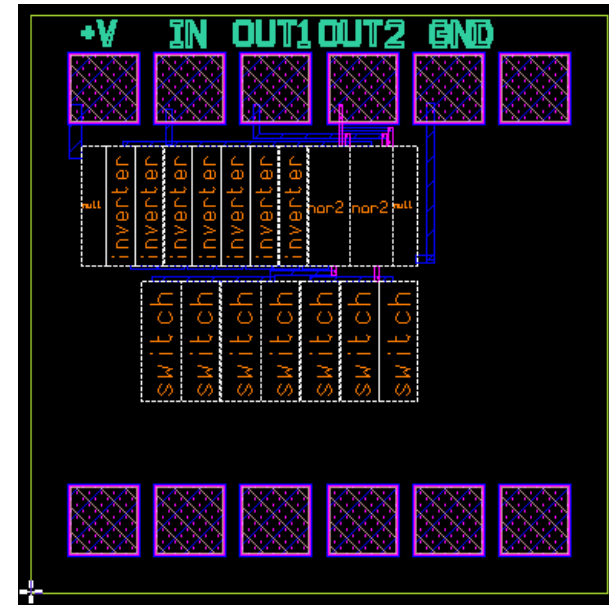 +V IN OUT1 OUT2 GND
null inverter inverter inverter inverter inverter inverter inverter nor2 nor2 null
switch switch switch switch switch switch switch